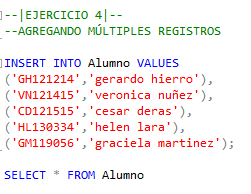 --|EJERCICIO 4|--
--AGREGANDO MÚLTIPLES REGISTROS
INSERT INTO Alumno VALUES
('GH121214','gerardo hierro'),
('VN121415','veronica nuñez'),
('CD121515','cesar deras'),
('HL130334','helen lara'),
('GM119056','graciela martinez');
SELECT * FROM Alumno